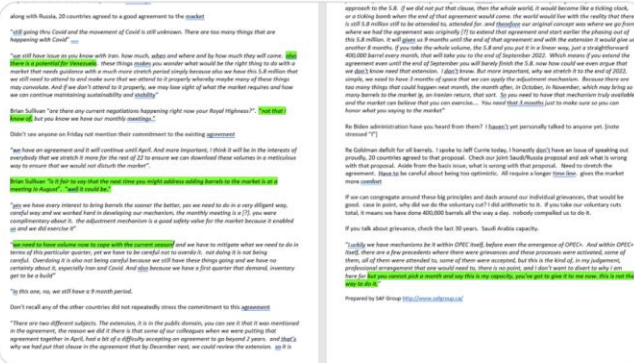 along with Russia, 20 countries agreed to a good agreement to the market
"still going thru Covid and the movement of Covid is still unknown. There are too many things that are
happening with Covid"
"we still have issue as you know with Iran. how much, when and where and by how much they will come. also
there is a potential for Venezuela. these things makes you wonder what would be the right thing to do with a
market that needs guidance with a much more stretch period simply because also we have this 5.8 million that
we still need to attend to and make sure that we attend to it properly whereby maybe many of these things
may convolute. And if we don't attend to it properly, we may lose sight of what the market requires and how
we can continue maintaining sustainability and visibility"
Brian Sullivan "are there any current negotiations happening right now your Royal Highness?". "not that i
know of, but you know we have our monthly meetings."
Didn't see anyone on Friday not mention their commitment to the existing agreement
"we have an agreement and it will continue until April. And more important, I think it will be in the interests of
everybody that we stretch it more for the rest of 22 to ensure we can download these volumes in a meticulous
way to ensure that we would not disturb the market".
Brian Sullivan "Is it fair to say that the next time you might address adding barrels to the market is at a
meeting in August". "well it could be."
"yes we have every interest to bring barrels the sooner the better, yes we need to do in a very diligent way,
careful way and we worked hard in developing our mechanism, the monthly meeting is a [?]. you were
complimentary about it. the adjustment mechanism is a good safety value for the market because it enabled
us and we did exercise it"
"we need to have volume now to cope with the current season and we have to mitigate what we need to do in
terms of this particular quarter, yet we have to be careful not to overdo it. not doing it is not being
careful. Overdoing it is also not being careful because we still have these things going and we have no
certainty about it, especially Iran and Covid. And also because we have a first quarter that demand, inventory
get to be a build"
"in this one, no, we still have a 9 month period.
Don't recall any of the other countries did not repeatedly stress the commitment to this agreement
"There are two different subjects. The extension, it is in the public domain, you can see it that it was mentioned
in the agreement, the reason we did it there is that some of our colleagues when we were putting that
agreement together in April, had a bit of a difficulty accepting an agreement to go beyond 2 years. and that's
why we had put that clause in the agreement that by December next, we could review the extension. so it is
approach to the 5.8. If we did not put that clause, then the whole world, it would become like a ticking clock,
or a ticking bomb when the end of that agreement would come. the world would live with the reality that there
is still 5.8 million still to be attended to, attended for. and therefore our original concept was where we go from
where we had the agreement was originally [?] to extend that agreement and start earlier the phasing out of
this 5.8 million. it will give us 9 months until the end of that agreement and with the extension it would give us
another 8 months. if you take the whole volume, the 5.8 and you put it in a linear way, just a straightforward
400,000 barrel every month, that will take you to the end of September 2022. Which means if you extend the
agreement even until the end of September you will barely finish the 5.8. now how could we even argue that
we don't know need that extension. I don't know. But more important, why we stretch it to the end of 2022,
simple, we need to have 3 months of space that we can apply the adjustment mechanism. Because there are
too many things that could happen next month, the month after, in October, in November, which may bring so
many barrels to the market ie, an Iranian return, that sort. So you need to have that mechanism truly available
and the market can believe that you can exercise... You need that 3 months just to make sure so you can
honor what you saying to the market"
Re Biden administration have you heard from them? I haven't yet personally talked to anyone yet. [note
stressed "I"]
Re Goldman deficit for all barrels. I spoke to Jeff Currie today, I honestly don't have an issue of speaking out
proudly, 20 countries agreed to that proposal. Check our joint Saudi/Russia proposal and ask what is wrong
with that proposal. Aside from the basis issue, what is wrong with that proposal. Need to stretch the
agreement. Have to be careful about being too optimistic. All require a longer time line. gives the market
more comfort
If we can congregate around these big principles and dash around our individual grievances, that would be
good. case in point, why did we do the voluntary cut? I did arithmetic to it. if you take our voluntary cuts
total, it means we have done 400,000 barrels all the way a day. nobody compelled us to do it.
If you talk about grievance, check the last 30 years. Saudi Arabia capacity.
"Luckily we have mechanisms be it within OPEC itself, before even the emergence of OPEC+. And within OPEC+
itself, there are a few precedents where there were grievances and these processes were activated, some of
them, all of them were attended to, some of them were accepted, but this is the kind of, in my judgement,
professional arrangement that one would need to, there is no point, and I don't want to divert to why i am
here for but you cannot pick a month and say this is my capacity, you've got to give it to me now. this is not the
way to do it."
Prepared by SAF Group http://www.safgroup.ca/